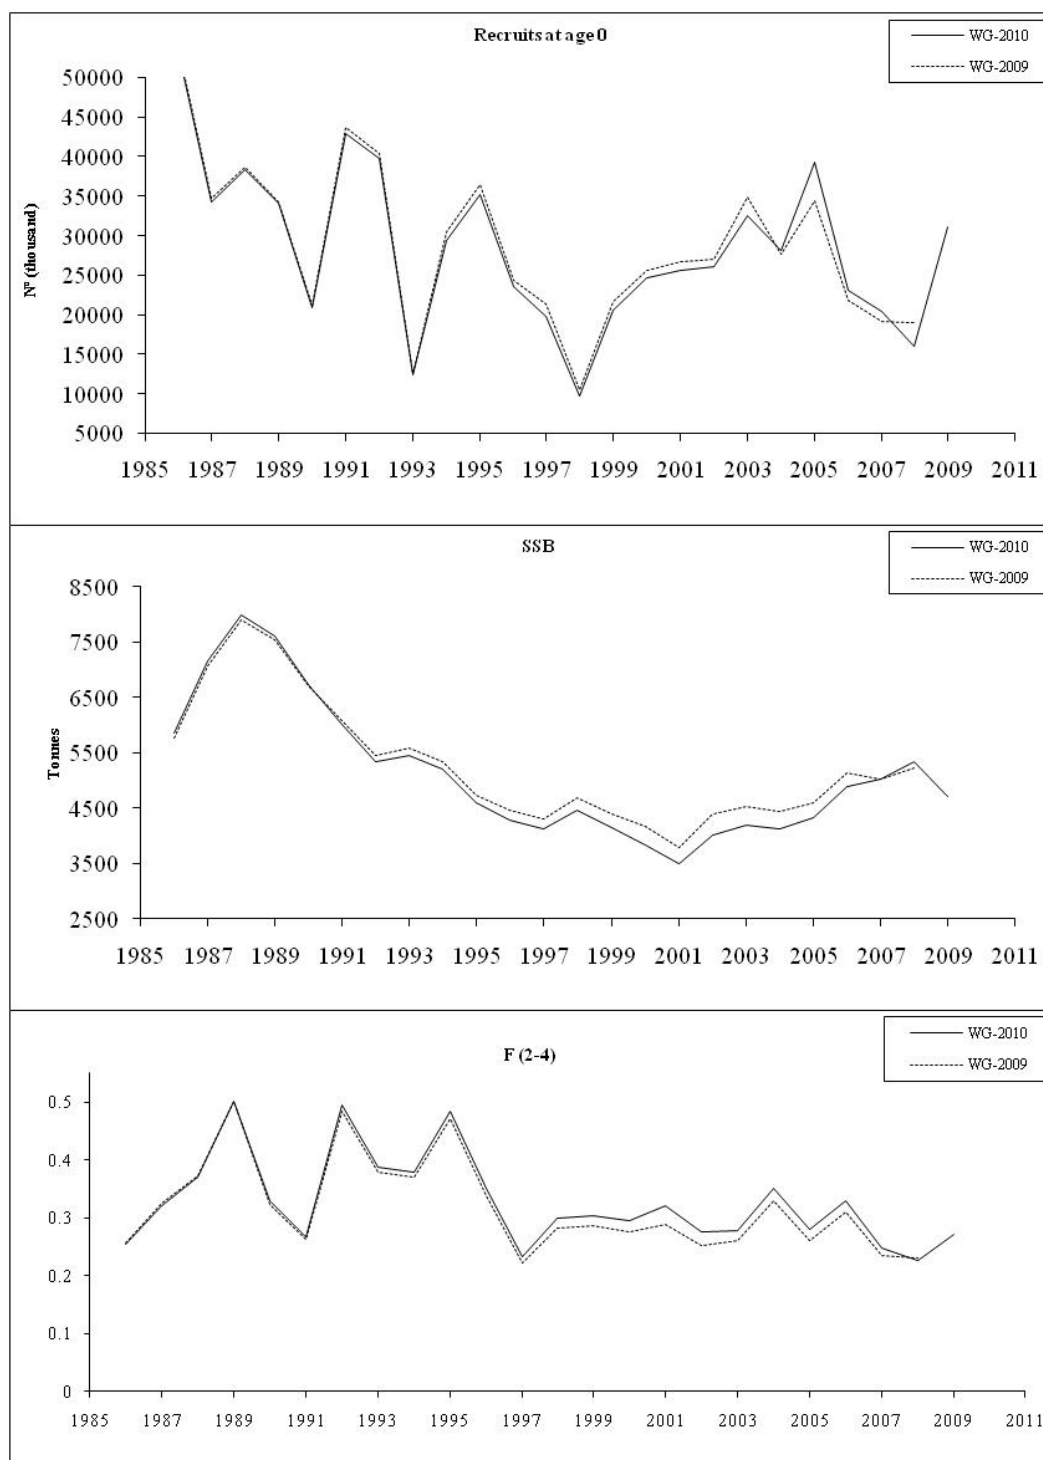 Recruits at age 0
WG-2010
WG-2009
Nº (thousand)
50000
45000
40000
35000
30000
25000
20000
15000
10000
5000
1985 1987 1989 1991 1993 1995 1997 1999 2001 2003 2005 2007 2009 2011
SSB
WG-2010
WG-2009
Tonnes
8500
7500
6500
5500
4500
3500
2500
1985 1987 1989 1991 1993 1995 1997 1999 2001 2003 2005 2007 2009 2011
F (2-4)
WG-2010
WG-2009
0.5
0.4
0.3
0.2
0.1
0
1985 1987 1989 1991 1993 1995 1997 1999 2001 2003 2005 2007 2009 2011